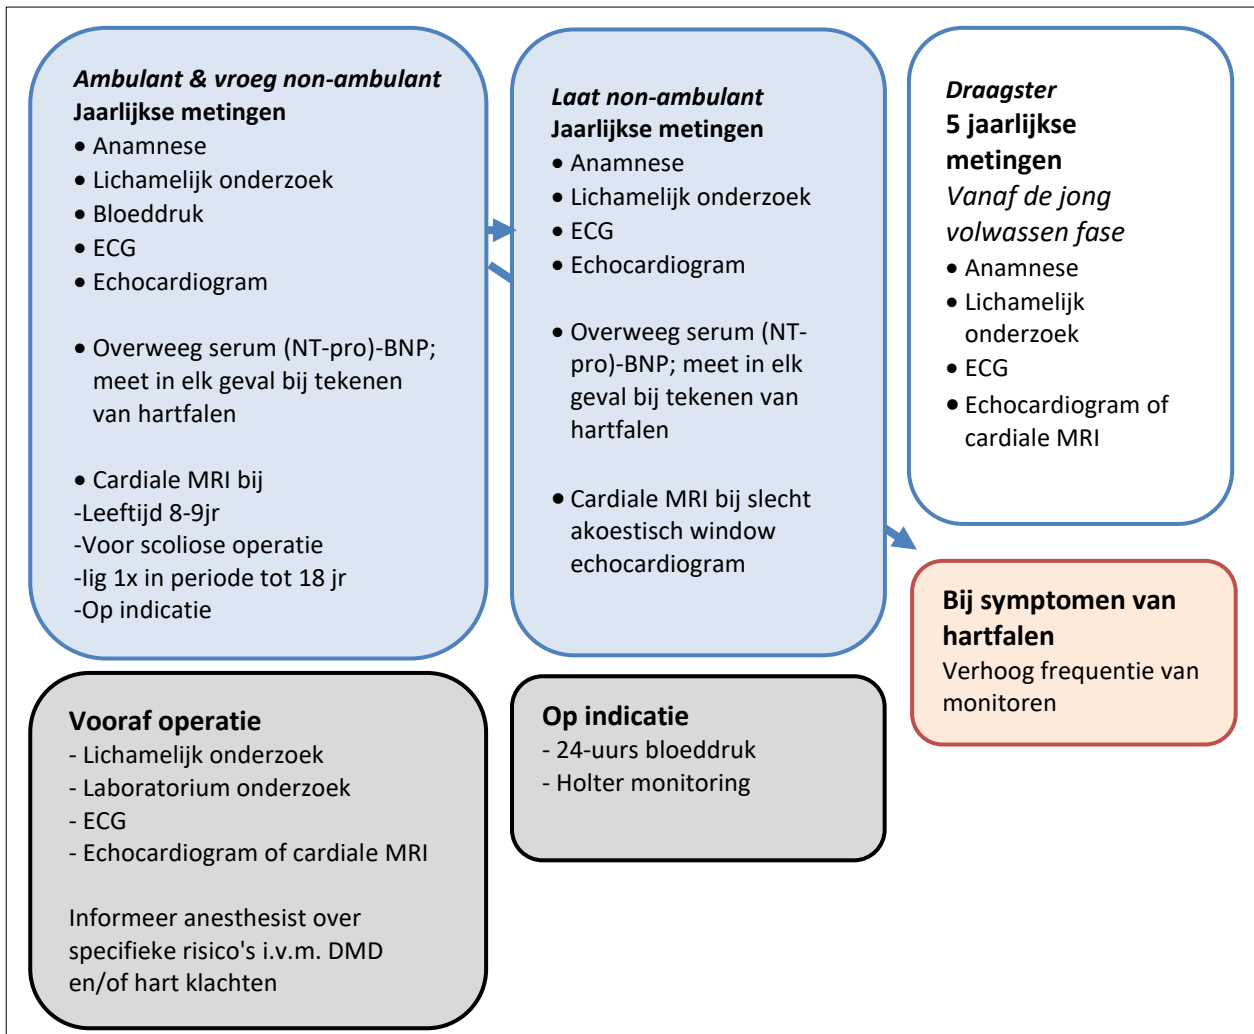 Ambulant & vroeg non-ambulant
Jaarlijkse metingen
• Anamnese
• Lichamelijk onderzoek
• Bloeddruk
• ECG
• Echocardiogram
• Overweeg serum (NT-pro)-BNP;
meet in elk geval bij tekenen
van hartfalen
• Cardiale MRI bij
-Leeftijd 8-9jr
-Voor scoliose operatie
-Iig 1x in periode tot 18 jr
-Op indicatie
Laat non-ambulant
Jaarlijkse metingen
• Anamnese
• Lichamelijk onderzoek
• ECG
• Echocardiogram
• Overweeg serum (NT-
pro)-BNP; meet in elk
geval bij tekenen van
hartfalen
• Cardiale MRI bij slecht
akoestisch window
echocardiogram
Draagster
5 jaarlijkse
metingen
Vanaf de jong
volwassen fase
• Anamnese
• Lichamelijk
onderzoek
• ECG
• Echocardiogram of
cardiale MRI
Bij symptomen van
hartfalen
Verhoog frequentie van
monitoren
Vooraf operatie
- Lichamelijk onderzoek
- Laboratorium onderzoek
- ECG
- Echocardiogram of cardiale MRI
Informeer anesthesist over
specifieke risico's i.v.m. DMD
en/of hart klachten
Op indicatie
- 24-uurs bloeddruk
- Holter monitoring